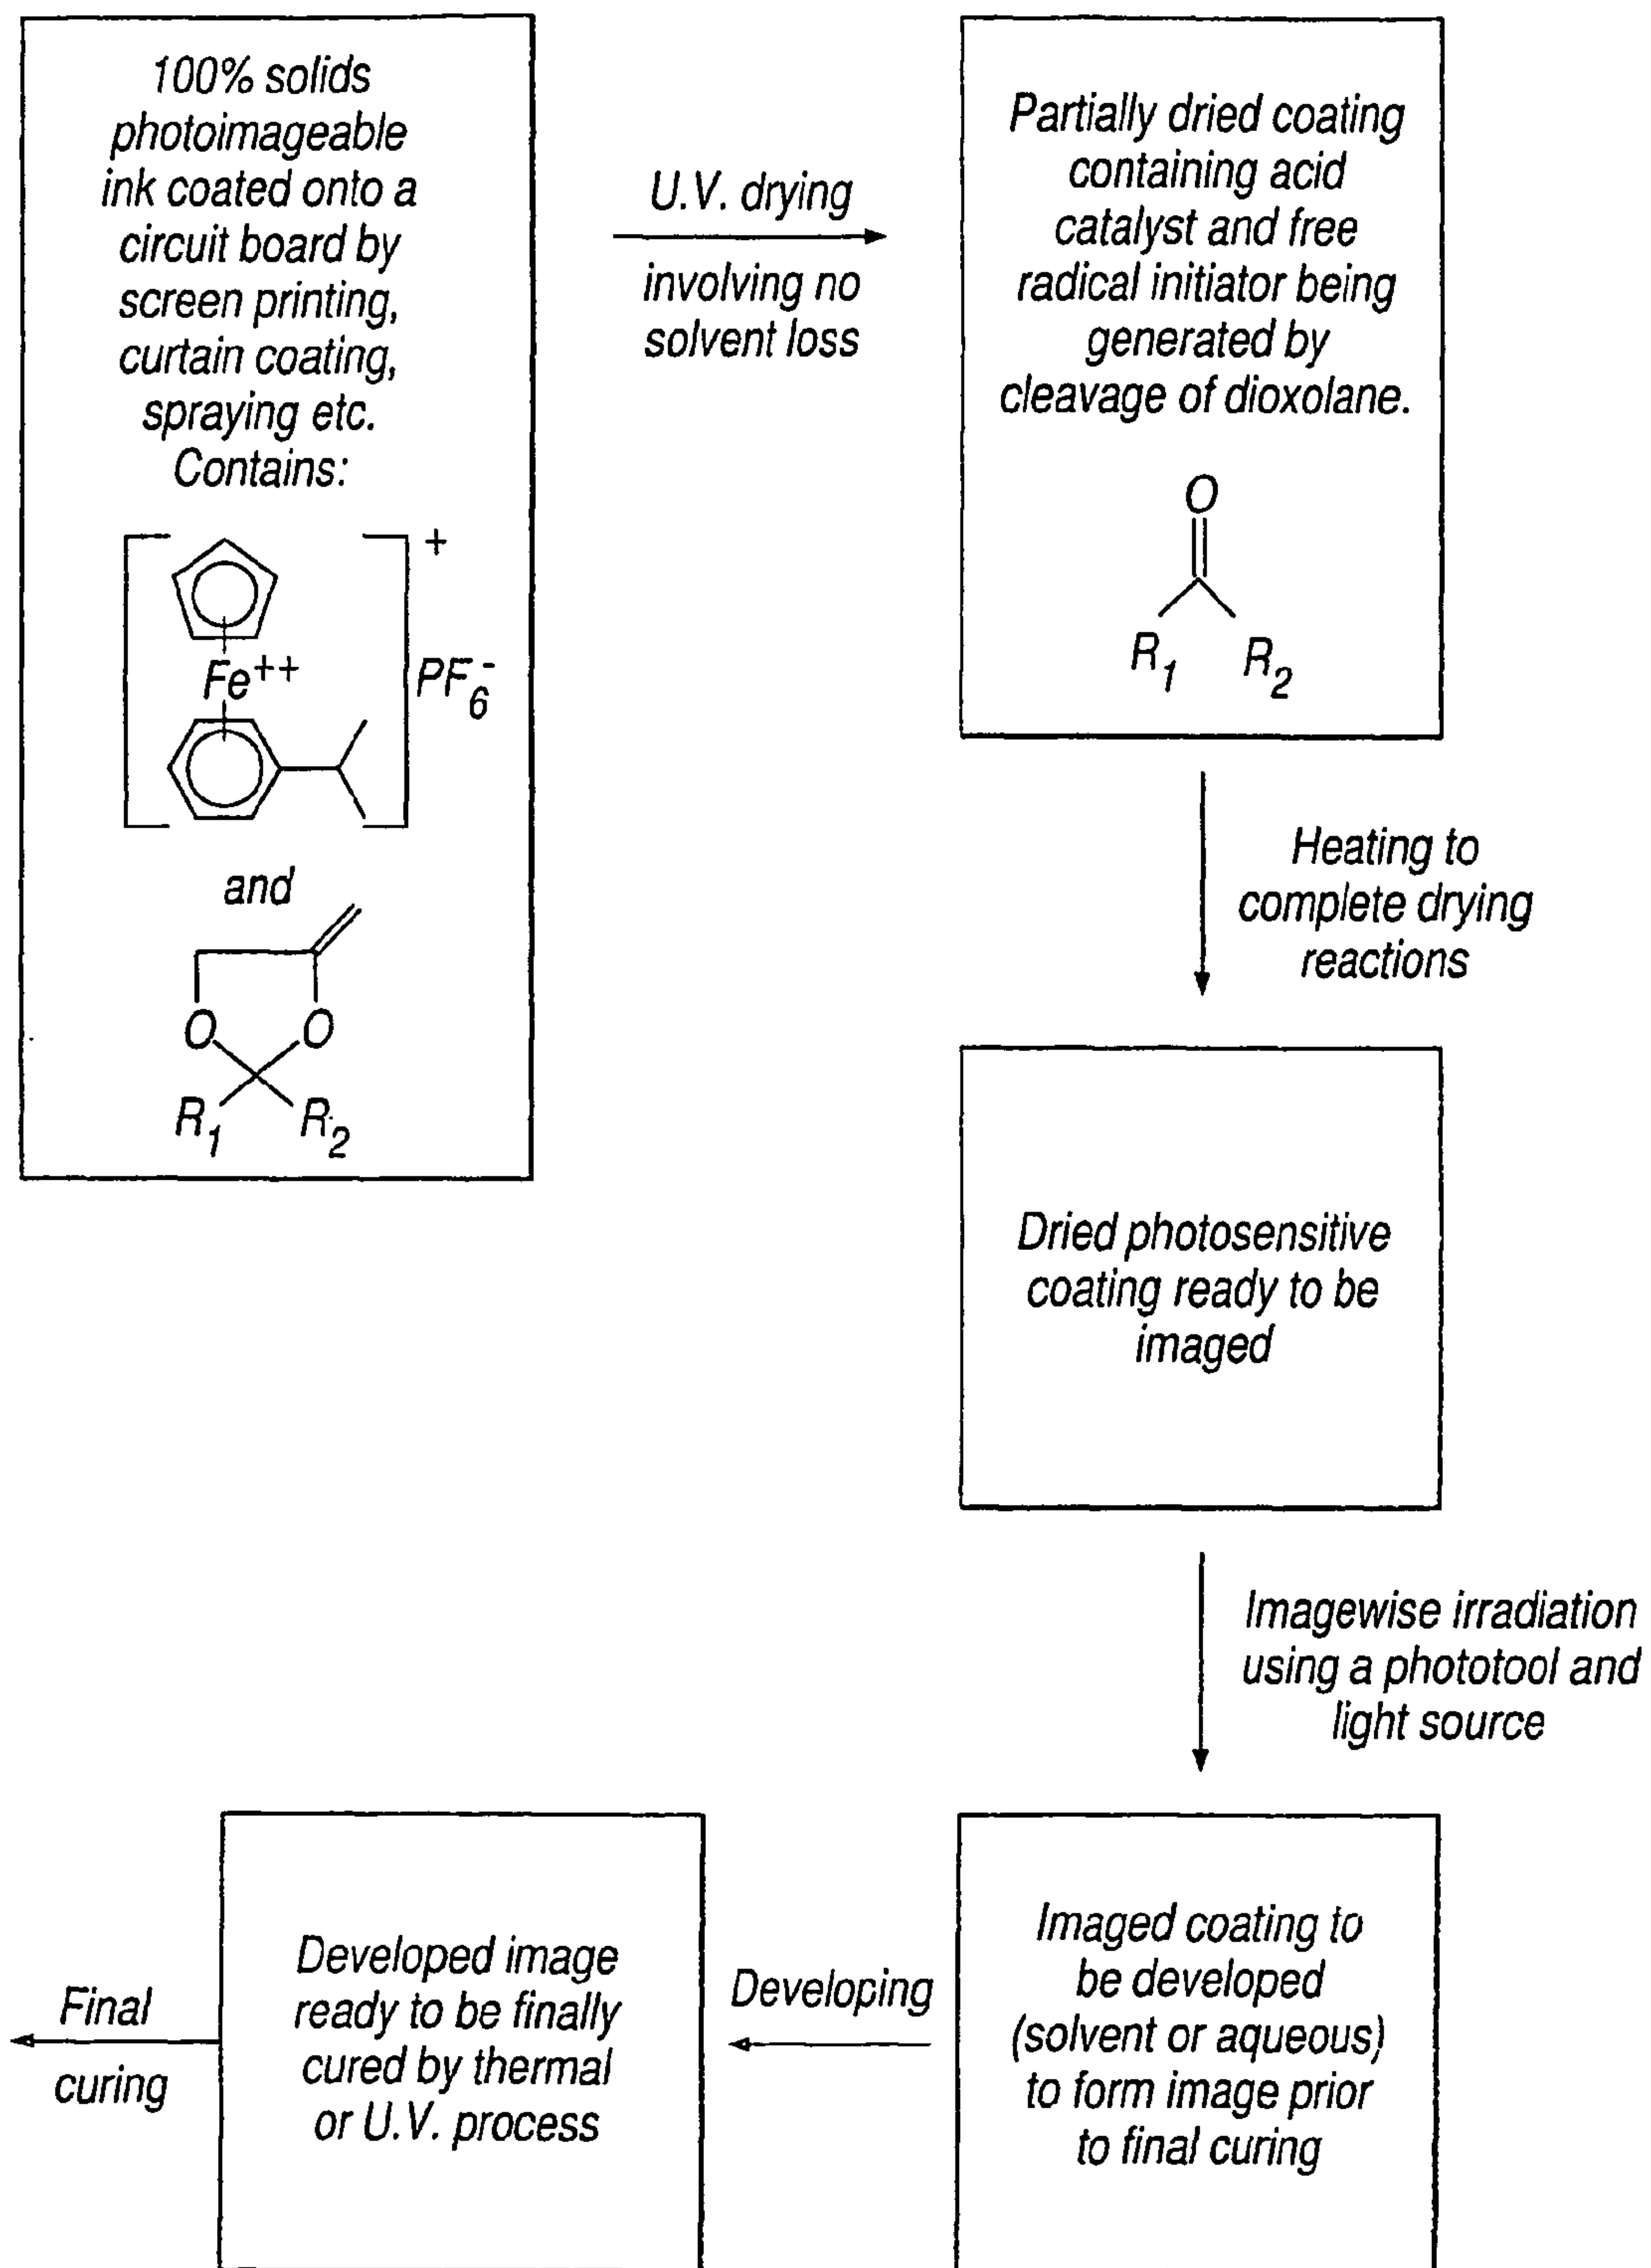 100% solids
photoimageable
ink coated onto a
circuit board by
screen printing,
curtain coating,
spraying etc.
Contains:
+
Fe++
PF6-
and
O O
R1 R2
U.V. drying
involving no
solvent loss
Partially dried coating
containing acid
catalyst and free
radical initiator being
generated by
cleavage of dioxolane.
O
R1 R2
Heating to
complete drying
reactions
Dried photosensitive
coating ready to be
imaged
Imagewise irradiation
using a phototool and
light source
Imaged coating to
be developed
(solvent or aqueous)
to form image prior
to final curing
Developing
Developed image
ready to be finally
cured by thermal
or U.V. process
Final
curing